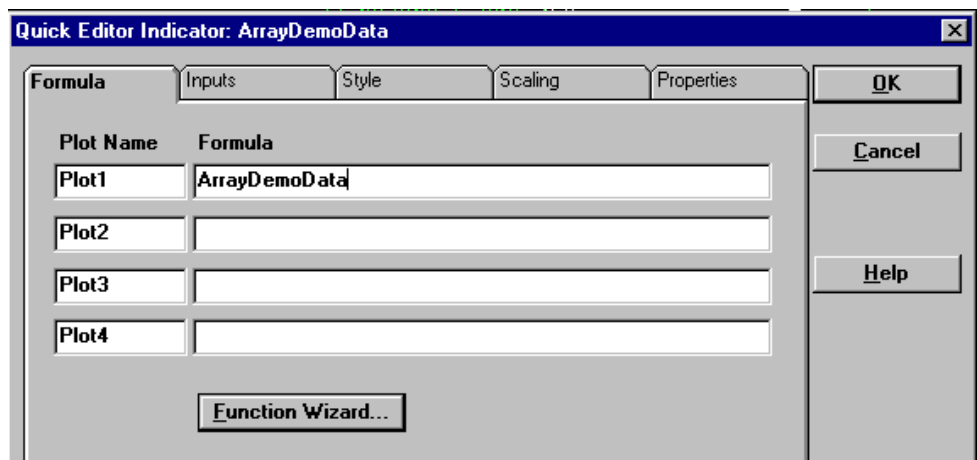 Quick Editor Indicator: ArrayDemoData
Formula Inputs Style Scaling Properties
OK
Plot Name Formula
Cancel
Plot1 ArrayDemoData
Plot2
Plot3
Help
Plot4
Function Wizard...